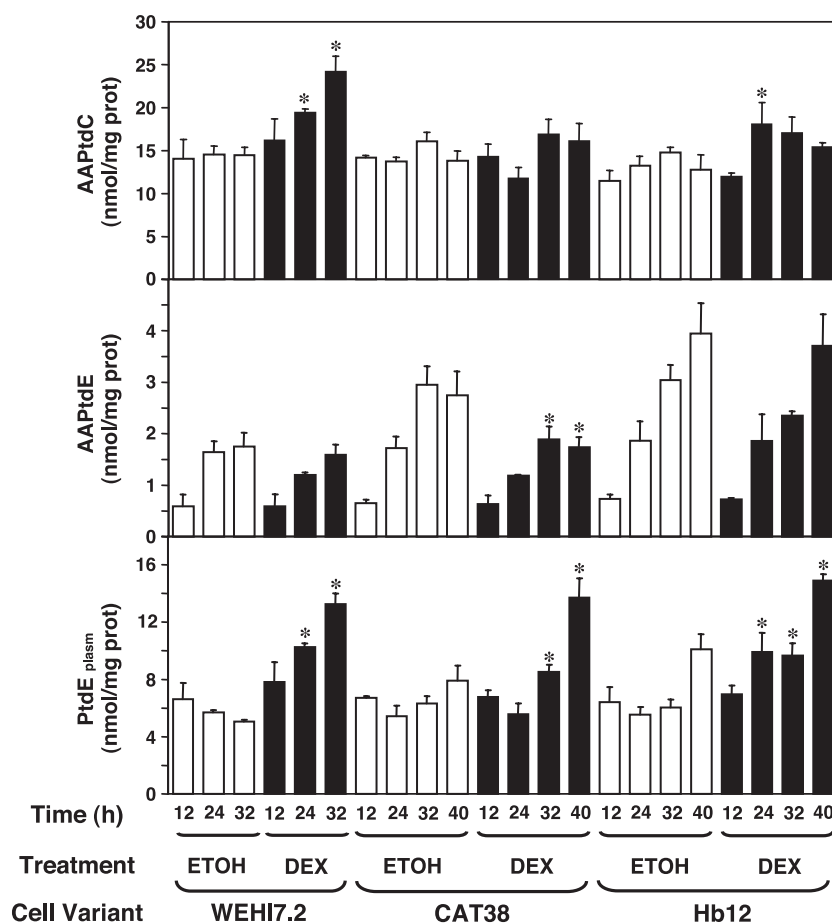 30
25
20
15
10
5
0
AAPtdC
(nmol/mg prot)
* * *
4
3
2
1
0
AAPtdE
(nmol/mg prot)
* *
16
12
8
4
0
PtdE plasm
(nmol/mg prot)
* * * * * * *
Time (h) 12 24 32 12 24 32 12 24 32 40 12 24 32 40 12 24 32 40 12 24 32 40
Treatment ETOH DEX ETOH DEX ETOH DEX
Cell Variant WEHI7.2 CAT38 Hb12